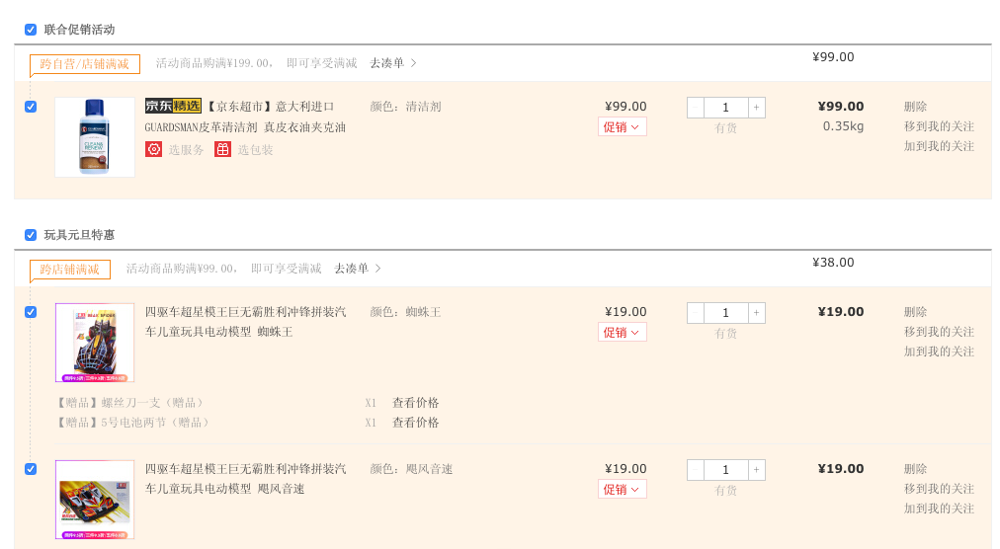 联合促销活动
跨自营/店铺满减 活动商品购满¥199.00， 即可享受满减 去凑单 ¥99.00
京东精选 【京东超市】意大利进口 颜色：清洁剂 ¥99.00 1 + ¥99.00 删除
GUARDSMAN皮革清洁剂 真皮衣油夹克油 促销 有货 0.35kg 移到我的关注
选服务 选包装 加到我的关注
玩具元旦特惠
跨店铺满减 活动商品购满¥99.00， 即可享受满减 去凑单 ¥38.00
四驱车超星模王巨无霸胜利冲锋拼装汽 颜色：蜘蛛王 ¥19.00 - 1 + ¥19.00 删除
车儿童玩具电动模型 蜘蛛王 促销 有货 移到我的关注
加到我的关注
【赠品】螺丝刀一支（赠品） X1 查看价格
【赠品】5号电池两节（赠品） X1 查看价格
四驱车超星模王巨无霸胜利冲锋拼装汽 颜色：飓风音速 ¥19.00 1 + ¥19.00 删除
车儿童玩具电动模型 飓风音速 促销 有货 移到我的关注
加到我的关注